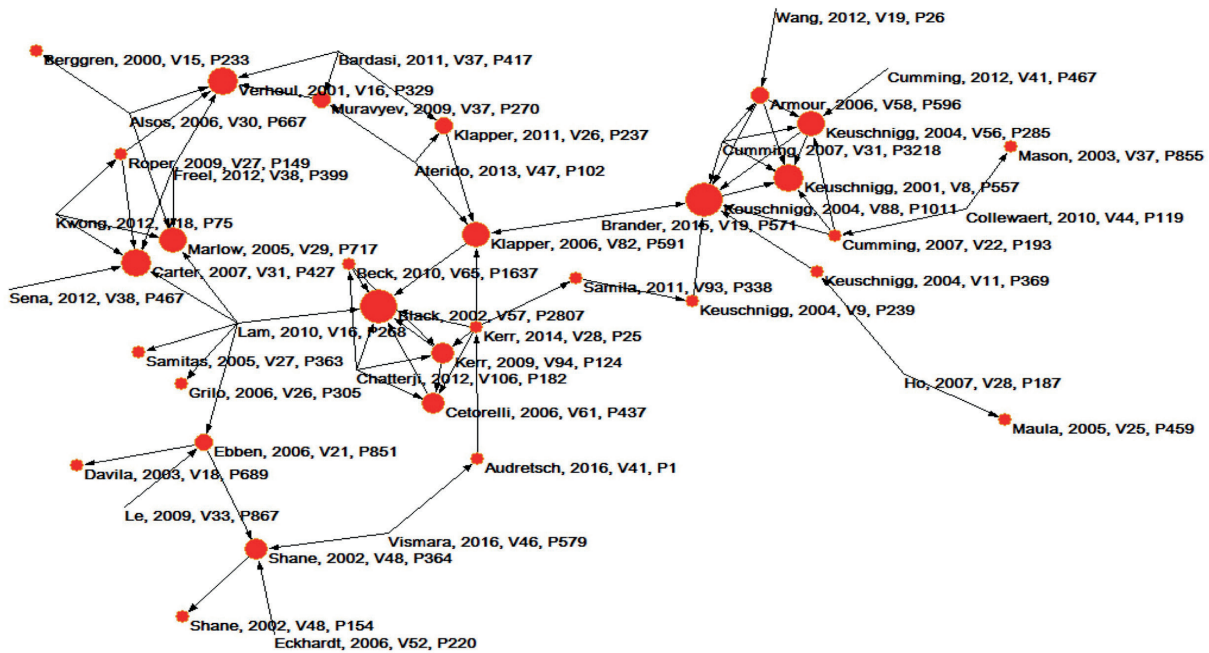 Wang, 2012, V19, P26
Berggren, 2000, V15, P233
Bardasi, 2011, V37, P417
Cumming, 2012, V41, P467
Verheul, 2001, V16, P329
Armour, 2006, V58, P596
Muravyev, 2009, V37, P270
Alsos, 2006, V30, P667
Klapper, 2011, V26, P237
Keuschnigg, 2004, V56, P285
Cumming, 2007, V31, P3218
Mason, 2003, V37, P855
Roper, 2009, V27, P149
Freel, 2012, V38, P399
Aterido, 2013, V47, P102
Keuschnigg, 2001, V8, P557
Keuschnigg, 2004, V88, P1011
Kwong, 2012, V18, P75
Brander, 2015, V19, P571
Collewaert, 2010, V44, P119
Marlow, 2005, V29, P717
Klapper, 2006, V82, P591
Cumming, 2007, V22, P193
Carter, 2007, V31, P427
Beck, 2010, V65, P1637
Keuschnigg, 2004, V11, P369
Samila, 2011, V93, P338
Sena, 2012, V38, P467
Keuschnigg, 2004, V9, P239
Black, 2002, V57, P2807
Lam, 2010, V16, P268
Kerr, 2014, V28, P25
Samitas, 2005, V27, P363
Kerr, 2009, V94, P124
Chatterji, 2012, V106, P182
Ho, 2007, V28, P187
Grilo, 2006, V26, P305
Cetorelli, 2006, V61, P437
Maula, 2005, V25, P459
Ebben, 2006, V21, P851
Audretsch, 2016, V41, P1
Davila, 2003, V18, P689
Le, 2009, V33, P867
Vismara, 2016, V46, P579
Shane, 2002, V48, P364
Shane, 2002, V48, P154
Eckhardt, 2006, V52, P220